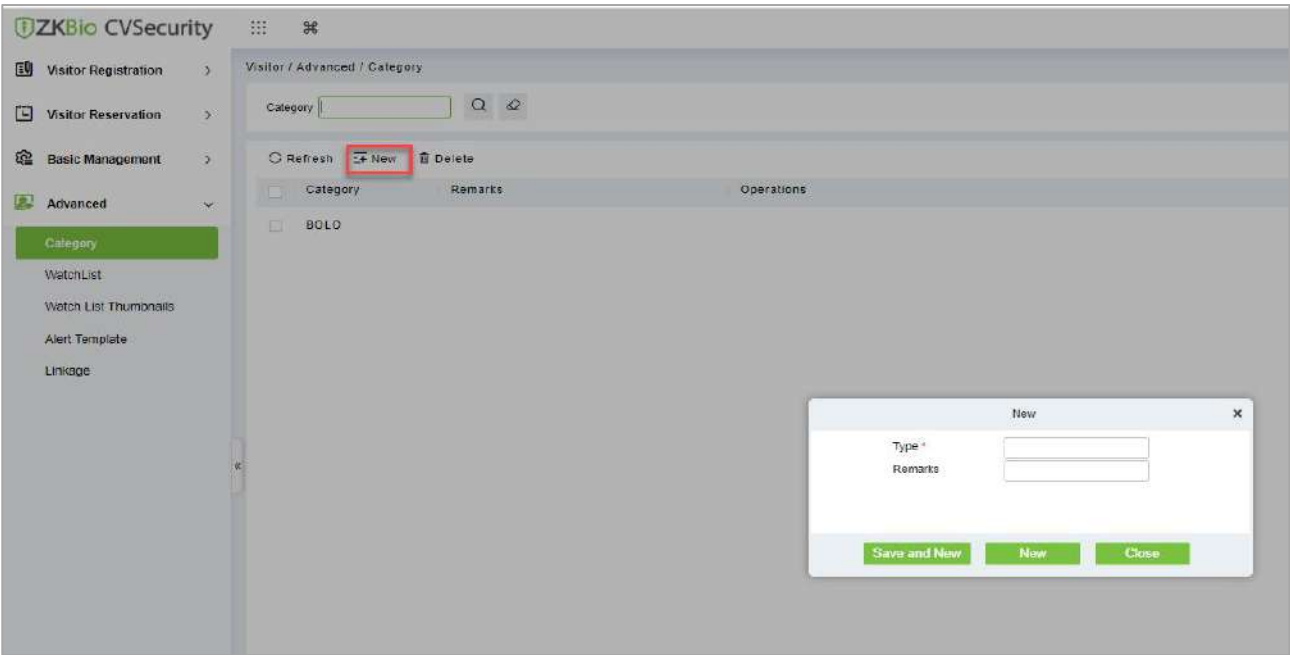 ZKBio CVSecurity
Visitor Registration
Visitor Reservation
Basic Management
Advanced
Category
WatchList
Watch List Thumbnails
Alert Template
Linkage
Visitor / Advanced / Category
Category
Refresh New Delete
Category Remarks Operations
BOLO
New
Type *
Remarks
Save and New New Close